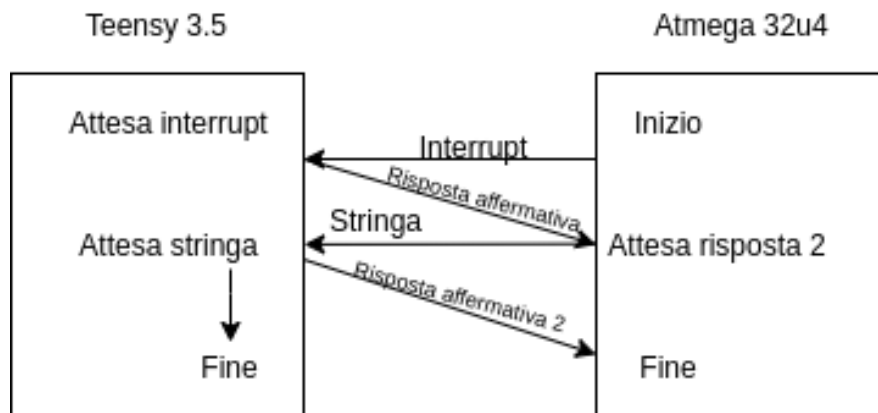 Teensy 3.5
Atmega 32u4
Attesa interrupt
Inizio
Interrupt
Risposta affermativa
Stringa
Attesa stringa
Attesa risposta 2
Risposta affermativa 2
Fine
Fine